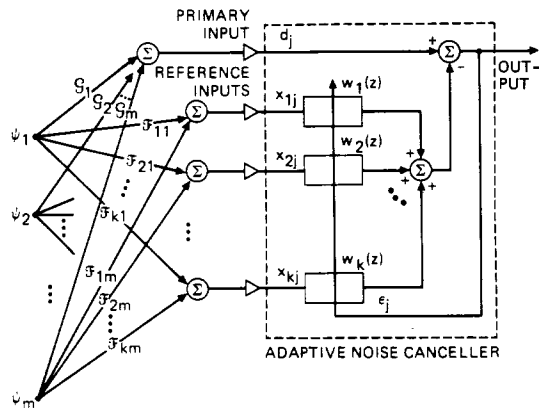 PRIMARY
INPUT
d_j
REFERENCE
INPUTS
OUT-
PUT
Σ
Σ
+
-
𝒢_1
𝒢_2
...
𝒢_m
ψ_1
ℱ_11
ℱ_21
ℱ_k1
Σ
x_1j
w_1(z)
Σ
x_2j
w_2(z)
+
+
+
Σ
ψ_2
ℱ_1m
ℱ_2m
ℱ_km
Σ
x_kj
w_k(z)
ϵ_j
ψ_m
ADAPTIVE NOISE CANCELLER